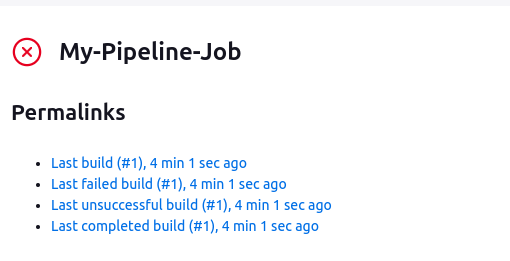 My-Pipeline-Job
Permalinks
Last build (#1), 4 min 1 sec ago
Last failed build (#1), 4 min 1 sec ago
Last unsuccessful build (#1), 4 min 1 sec ago
Last completed build (#1), 4 min 1 sec ago